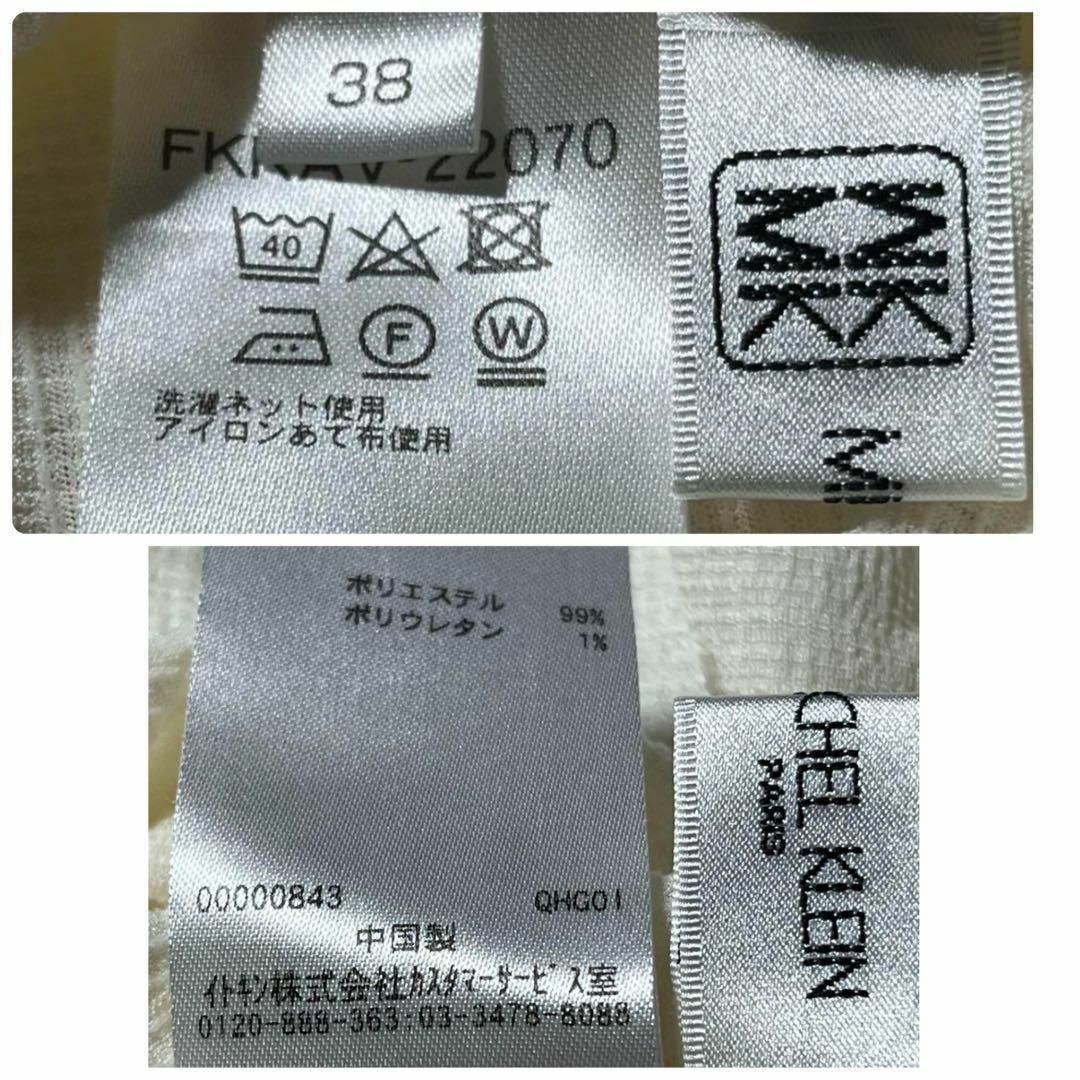 38
22070
40
F
W
洗濯ネット使用
アイロンあて布使用
MK MK
M
ポリエステル 99%
ポリウレタン 1%
00000843 QHG01
中国製
イトキン株式会社カスタマーサービス室
0120-888-363:03-3478-8088
CHEL KLEIN
PARIS